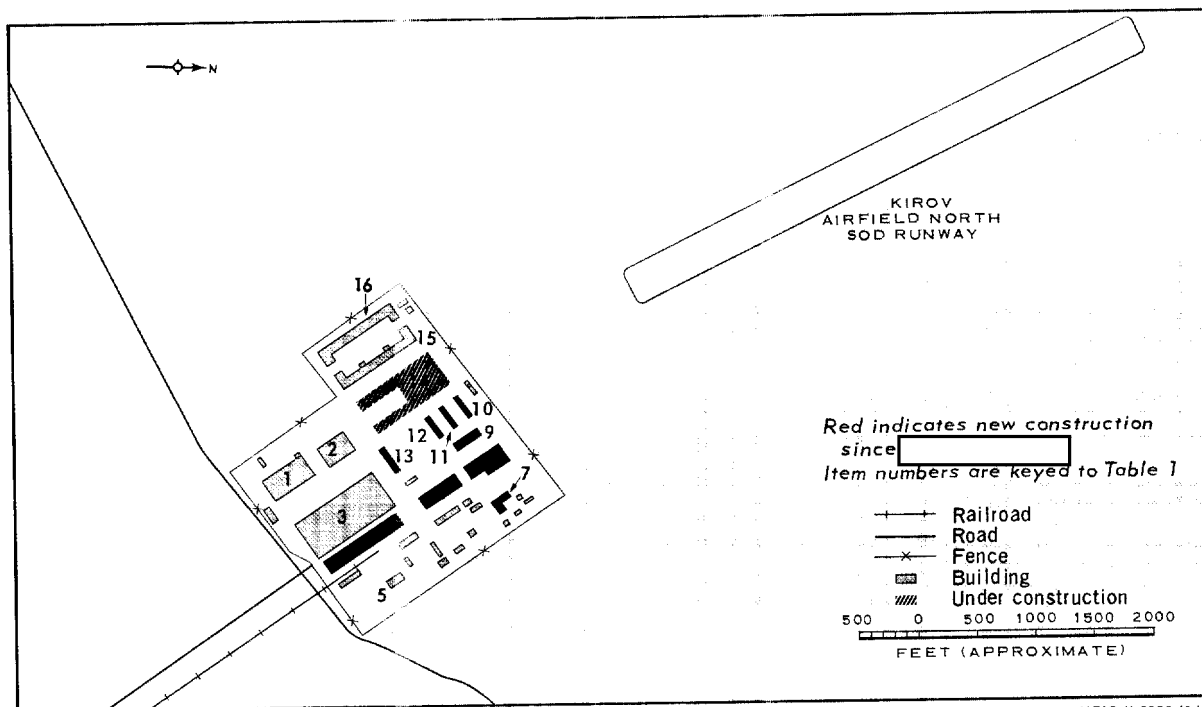 N
KIROV
AIRFIELD NORTH
SOD RUNWAY
16
15
10
12
9
11
13
2
7
1
3
5
Red indicates new construction
since
Item numbers are keyed to Table 1
Railroad
Road
Fence
Building
Under construction
500 0 500 1000 1500 2000
FEET (APPROXIMATE)